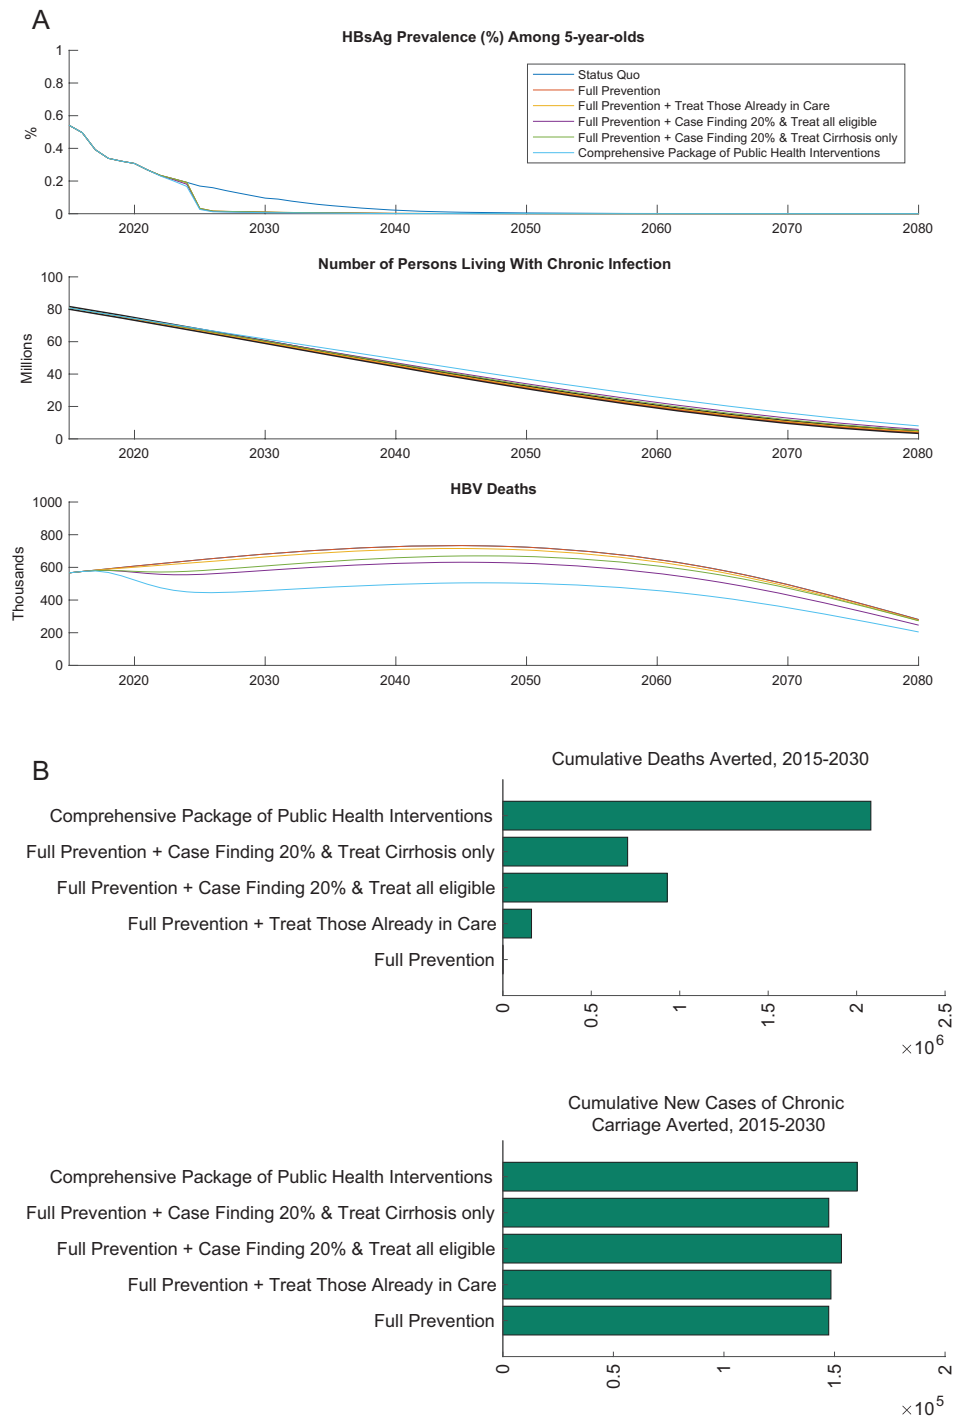 A
HBsAg Prevalence (%) Among 5-year-olds
1
0.8
0.6
0.4
0.2
0
%
Status Quo
Full Prevention
Full Prevention + Treat Those Already in Care
Full Prevention + Case Finding 20% & Treat all eligible
Full Prevention + Case Finding 20% & Treat Cirrhosis only
Comprehensive Package of Public Health Interventions
2020 2030 2040 2050 2060 2070 2080
Number of Persons Living With Chronic Infection
100
80
60
40
20
0
Millions
2020 2030 2040 2050 2060 2070 2080
HBV Deaths
1000
800
600
400
200
0
Thousands
2020 2030 2040 2050 2060 2070 2080
B
Cumulative Deaths Averted, 2015-2030
Comprehensive Package of Public Health Interventions
Full Prevention + Case Finding 20% & Treat Cirrhosis only
Full Prevention + Case Finding 20% & Treat all eligible
Full Prevention + Treat Those Already in Care
Full Prevention
0 0.5 1 1.5 2 2.5
×10⁶
Cumulative New Cases of Chronic
Carriage Averted, 2015-2030
Comprehensive Package of Public Health Interventions
Full Prevention + Case Finding 20% & Treat Cirrhosis only
Full Prevention + Case Finding 20% & Treat all eligible
Full Prevention + Treat Those Already in Care
Full Prevention
0 0.5 1 1.5 2
×10⁵